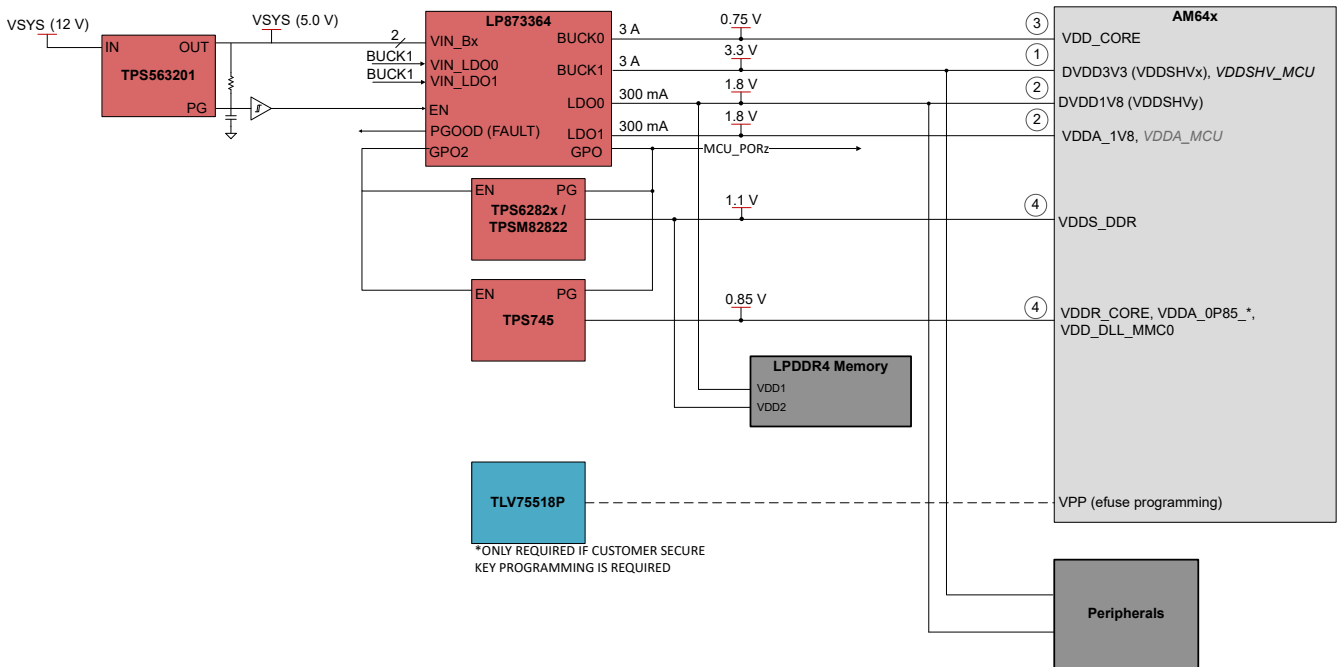 VSYS (12 V)
IN
OUT
TPS563201
PG
VSYS (5.0 V)
2
BUCK1
BUCK1
LP873364
VIN_Bx
VIN_LDO0
VIN_LDO1
EN
PGOOD (FAULT)
GPO2
BUCK0
BUCK1
LDO0
LDO1
GPO
3 A
0.75 V
3 A
3.3 V
300 mA
1.8 V
300 mA
1.8 V
MCU_PORz
EN
PG
TPS6282x /
TPSM82822
1.1 V
EN
PG
TPS745
0.85 V
AM64x
3
VDD_CORE
1
DVDD3V3 (VDDSHVx), VDDSHV_MCU
2
DVDD1V8 (VDDSHVy)
2
VDDA_1V8, VDDA_MCU
4
VDDS_DDR
4
VDDR_CORE, VDDA_0P85_*,
VDD_DLL_MMC0
VPP (efuse programming)
LPDDR4 Memory
VDD1
VDD2
TLV75518P
*ONLY REQUIRED IF CUSTOMER SECURE
KEY PROGRAMMING IS REQUIRED
Peripherals